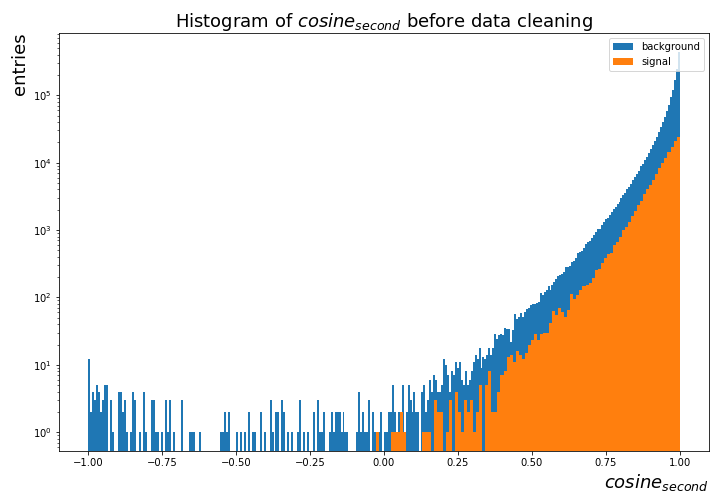 Histogram of cosine_second before data cleaning
entries
background
signal
10^5
10^4
10^3
10^2
10^1
10^0
−1.00 −0.75 −0.50 −0.25 0.00 0.25 0.50 0.75 1.00
cosine_second